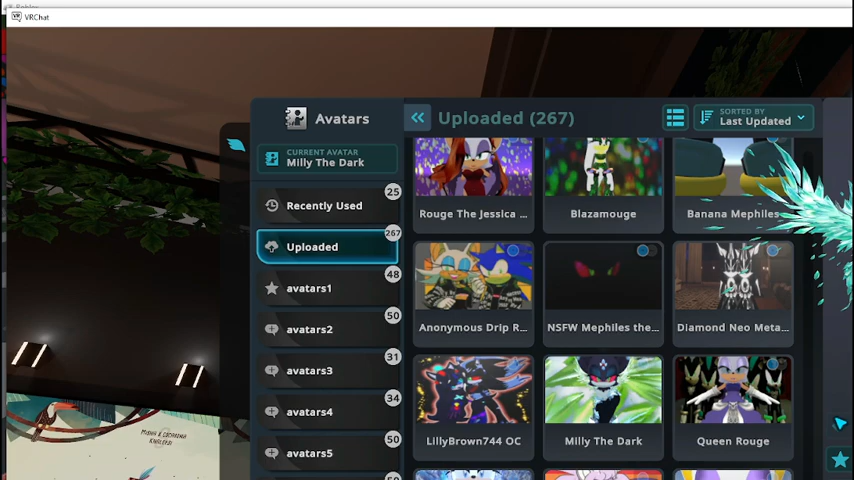 VRChat
Avatars
CURRENT AVATAR
Milly The Dark
Recently Used
25
Uploaded
267
avatars1
48
avatars2
50
avatars3
31
avatars4
34
avatars5
50
Uploaded (267)
SORTED BY
Last Updated
Rouge The Jessica ...
Blazamouge
Banana Mephiles
Anonymous Drip R...
NSFW Mephiles the...
Diamond Neo Meta...
LillyBrown744 OC
Milly The Dark
Queen Rouge